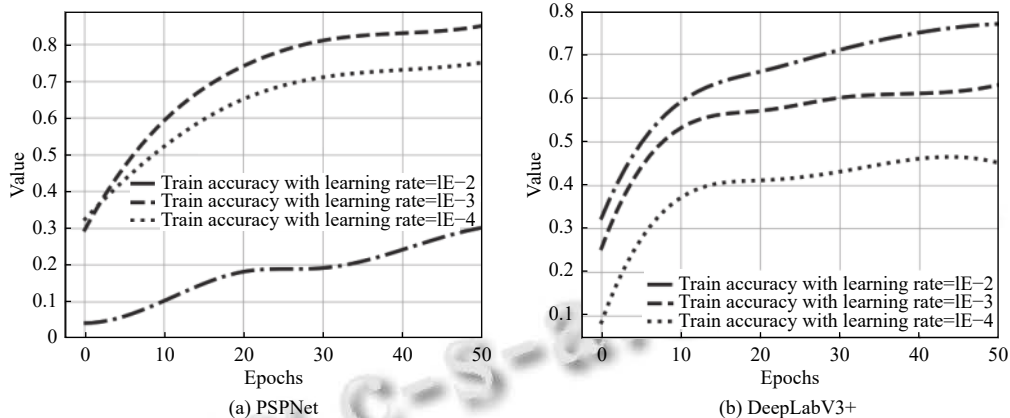 0.8
0.7
0.6
0.5
0.4
0.3
0.2
0.1
0
Value
Train accuracy with learning rate=lE−2
Train accuracy with learning rate=lE−3
Train accuracy with learning rate=lE−4
0 10 20 30 40 50
Epochs
(a) PSPNet
0.8
0.7
0.6
0.5
0.4
0.3
0.2
0.1
Value
Train accuracy with learning rate=lE−2
Train accuracy with learning rate=lE−3
Train accuracy with learning rate=lE−4
0 10 20 30 40 50
Epochs
(b) DeepLabV3+